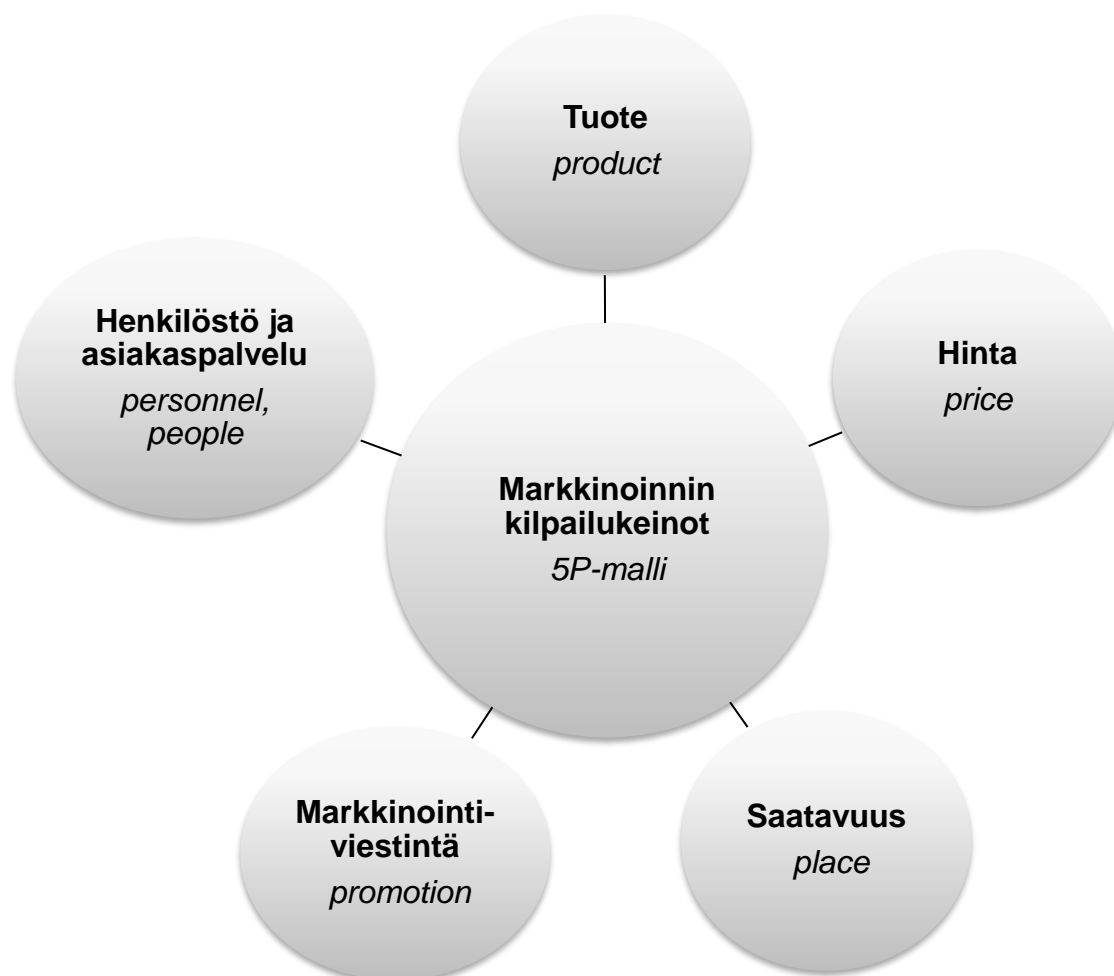 Tuote
product
Henkilöstö ja
asiakaspalvelu
personnel,
people
Hinta
price
Markkinoinnin
kilpailukeinot
5P-malli
Markkinointi-
viestintä
promotion
Saatavuus
place